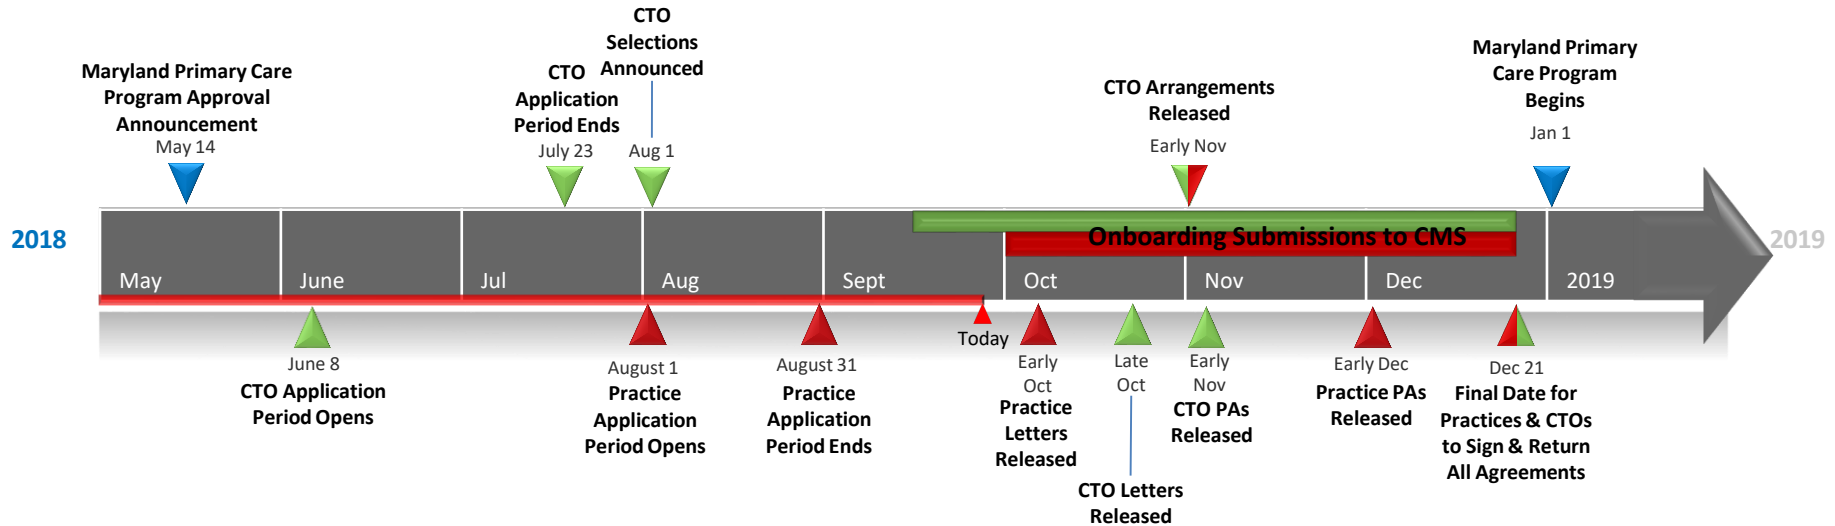 CTO
Selections
Announced
Maryland Primary Care
Program Approval
Announcement
May 14
CTO
Application
Period Ends
July 23
Aug 1
CTO Arrangements
Released
Early Nov
Maryland Primary
Care Program
Begins
Jan 1
2018
Onboarding Submissions to CMS
2019
May
June
Jul
Aug
Sept
Oct
Nov
Dec
2019
June 8
CTO Application
Period Opens
August 1
Practice
Application
Period Opens
August 31
Practice
Application
Period Ends
Today
Early
Oct
Practice
Letters
Released
Late
Oct
CTO Letters
Released
Early
Nov
CTO PAs
Released
Early Dec
Practice PAs
Released
Dec 21
Final Date for
Practices & CTOs
to Sign & Return
All Agreements